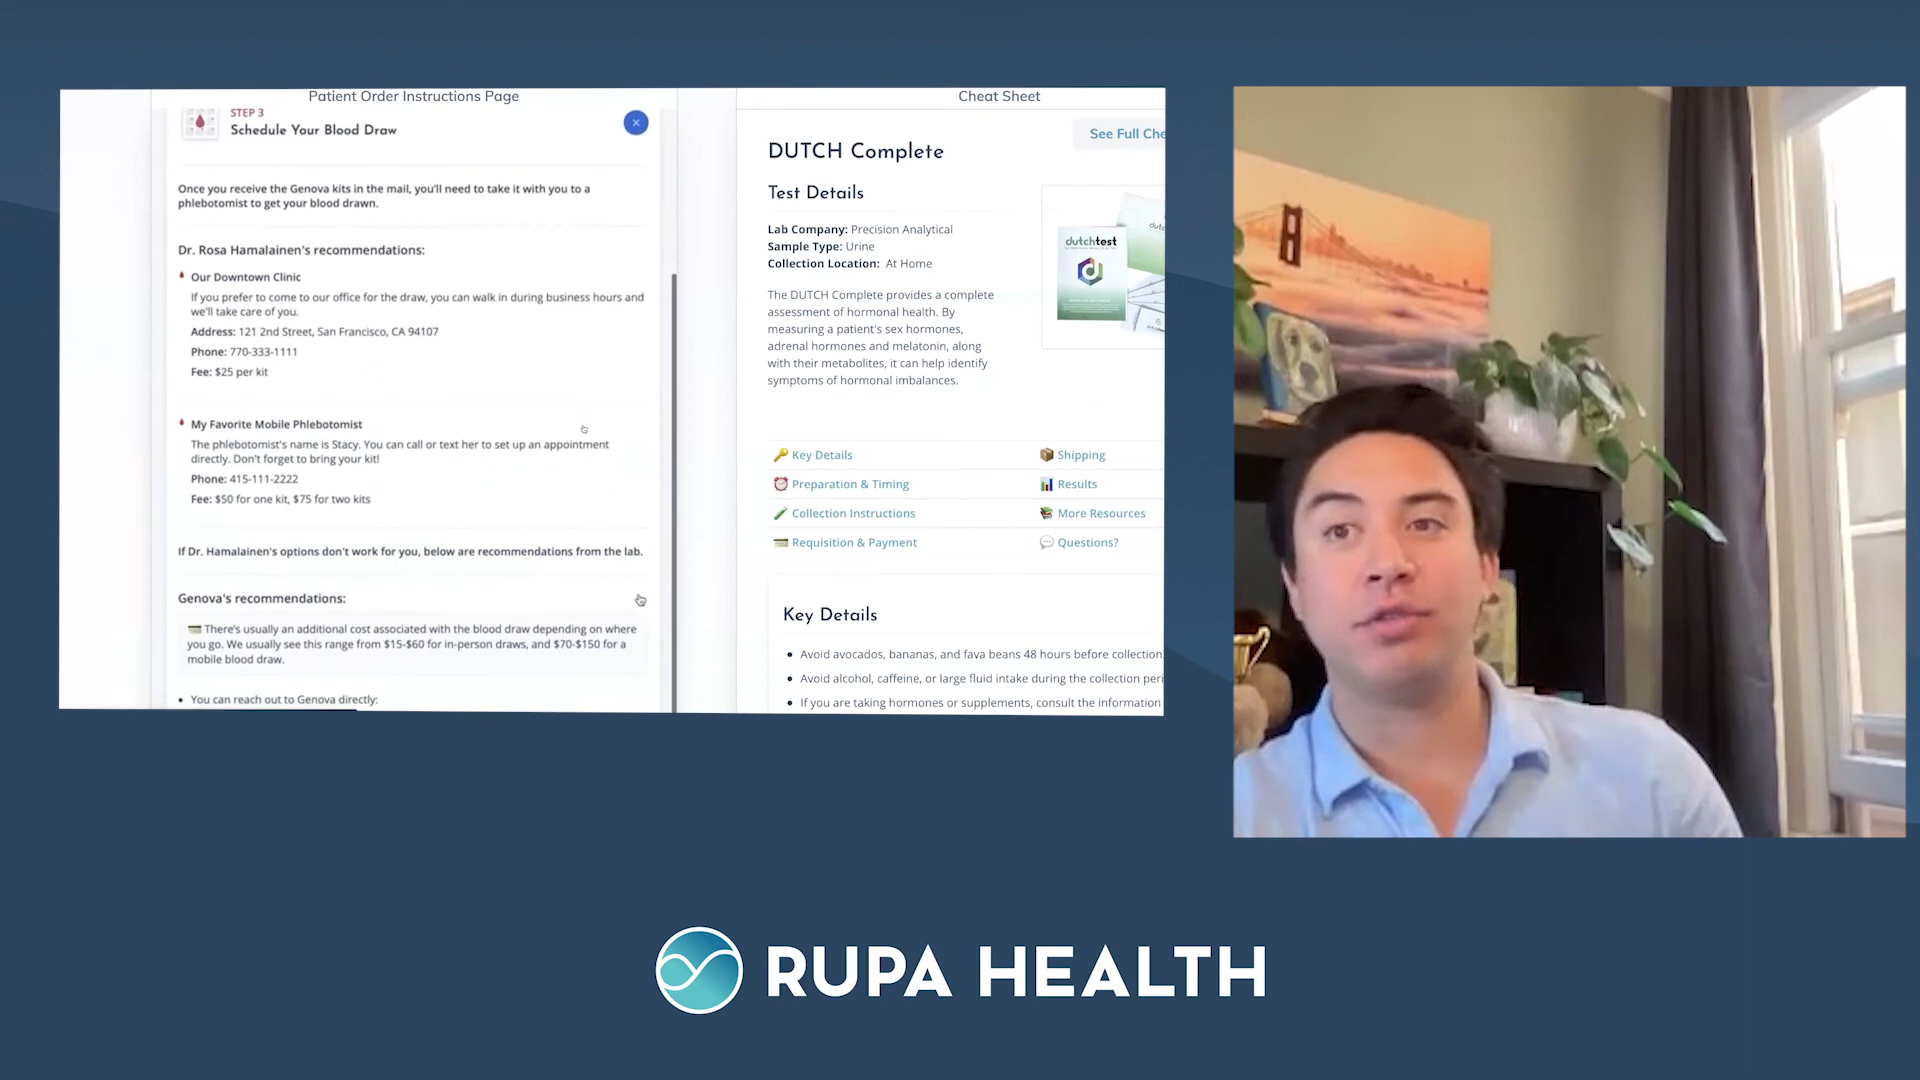 Patient Order Instructions Page
STEP 3
Schedule Your Blood Draw
Once you receive the Genova kits in the mail, you'll need to take it with you to a
phlebotomist to get your blood drawn.
Dr. Rosa Hamalainen's recommendations:
Our Downtown Clinic
If you prefer to come to our office for the draw, you can walk in during business hours and
we'll take care of you.
Address: 121 2nd Street, San Francisco, CA 94107
Phone: 770-333-1111
Fee: $25 per kit
My Favorite Mobile Phlebotomist
The phlebotomist's name is Stacy. You can call or text her to set up an appointment
directly. Don't forget to bring your kit!
Phone: 415-111-2222
Fee: $50 for one kit, $75 for two kits
If Dr. Hamalainen's options don't work for you, below are recommendations from the lab.
Genova's recommendations:
There's usually an additional cost associated with the blood draw depending on where
you go. We usually see this range from $15-$60 for in-person draws, and $70-$150 for a
mobile blood draw.
• You can reach out to Genova directly:
Cheat Sheet
See Full Che
DUTCH Complete
Test Details
Lab Company: Precision Analytical
Sample Type: Urine
Collection Location: At Home
The DUTCH Complete provides a complete
assessment of hormonal health. By
measuring a patient's sex hormones,
adrenal hormones and melatonin, along
with their metabolites, it can help identify
symptoms of hormonal imbalances.
dutchtest
Key Details
Shipping
Preparation & Timing
Results
Collection Instructions
More Resources
Requisition & Payment
Questions?
Key Details
• Avoid avocados, bananas, and fava beans 48 hours before collection
• Avoid alcohol, caffeine, or large fluid intake during the collection peri
• If you are taking hormones or supplements, consult the information
RUPA HEALTH